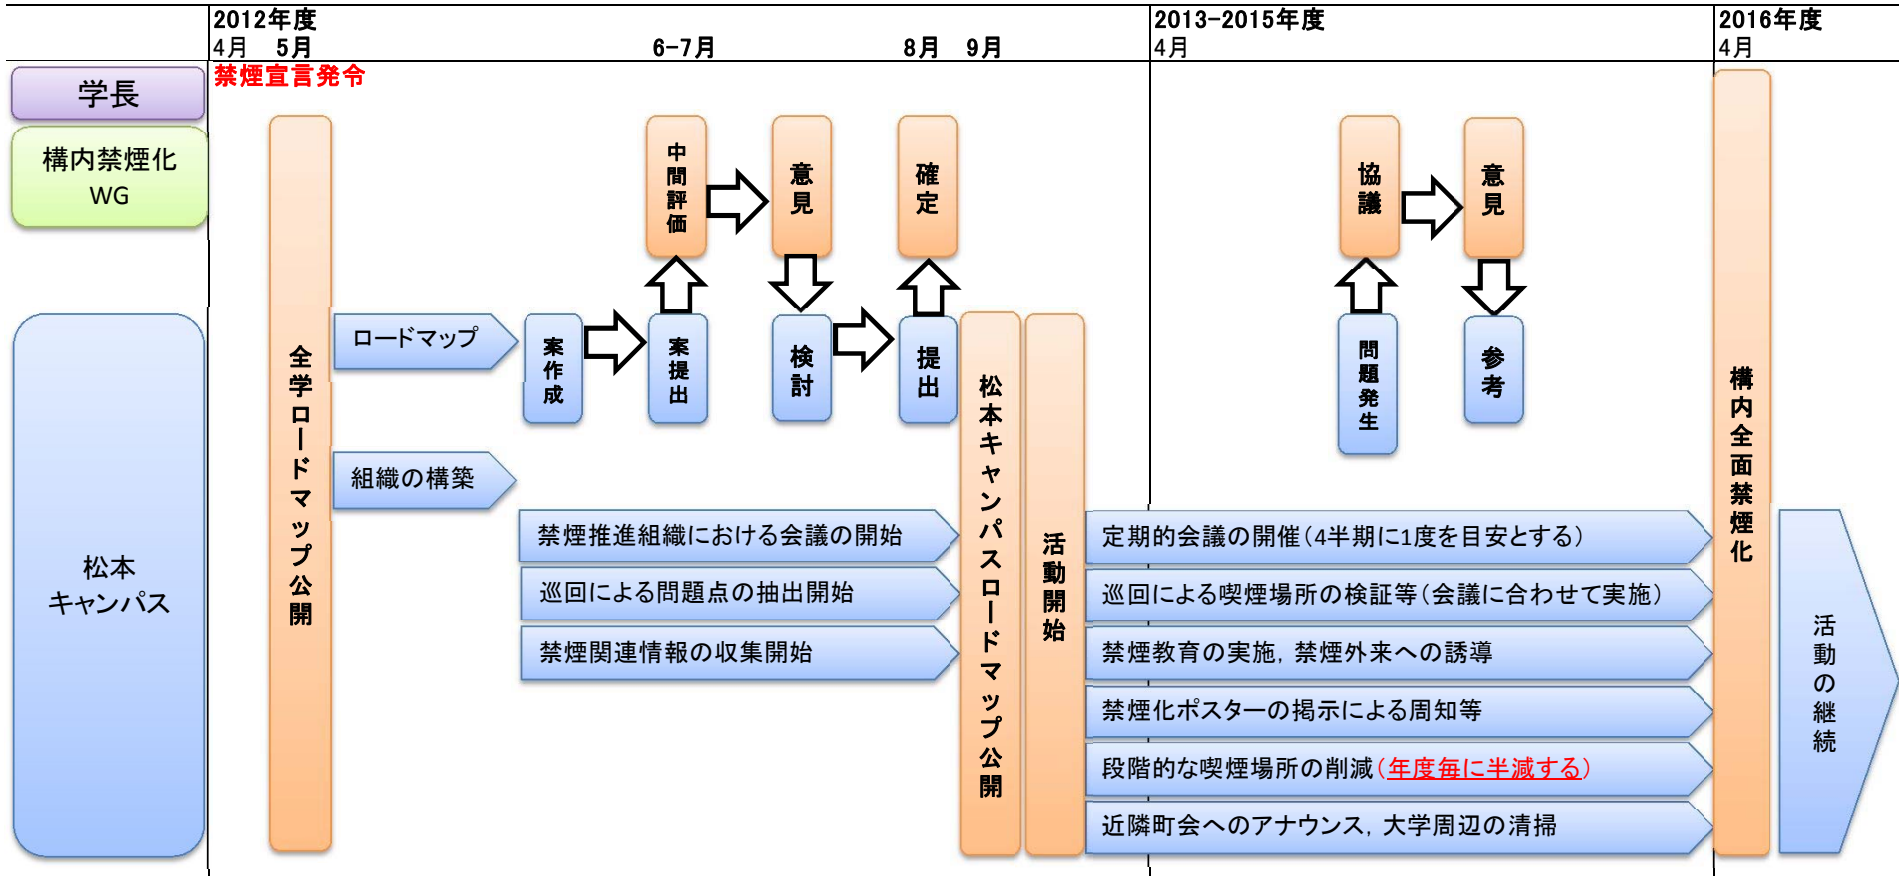 2012年度
2013-2015年度
2016年度
4月 5月
6-7月
8月 9月
4月
4月
学長
禁煙宣言発令
構内禁煙化
WG
松本
キャンパス
全学ロードマップ公開
ロードマップ
組織の構築
案作成
案提出
中間評価
意見
検討
提出
確定
禁煙推進組織における会議の開始
巡回による問題点の抽出開始
禁煙関連情報の収集開始
松本キャンパスロードマップ公開
活動開始
問題発生
協議
意見
参考
定期的会議の開催(4半期に1度を目安とする)
巡回による喫煙場所の検証等(会議に合わせて実施)
禁煙教育の実施, 禁煙外来への誘導
禁煙化ポスターの掲示による周知等
段階的な喫煙場所の削減(年度毎に半減する)
近隣町会へのアナウンス, 大学周辺の清掃
構内全面禁煙化
活動の継続